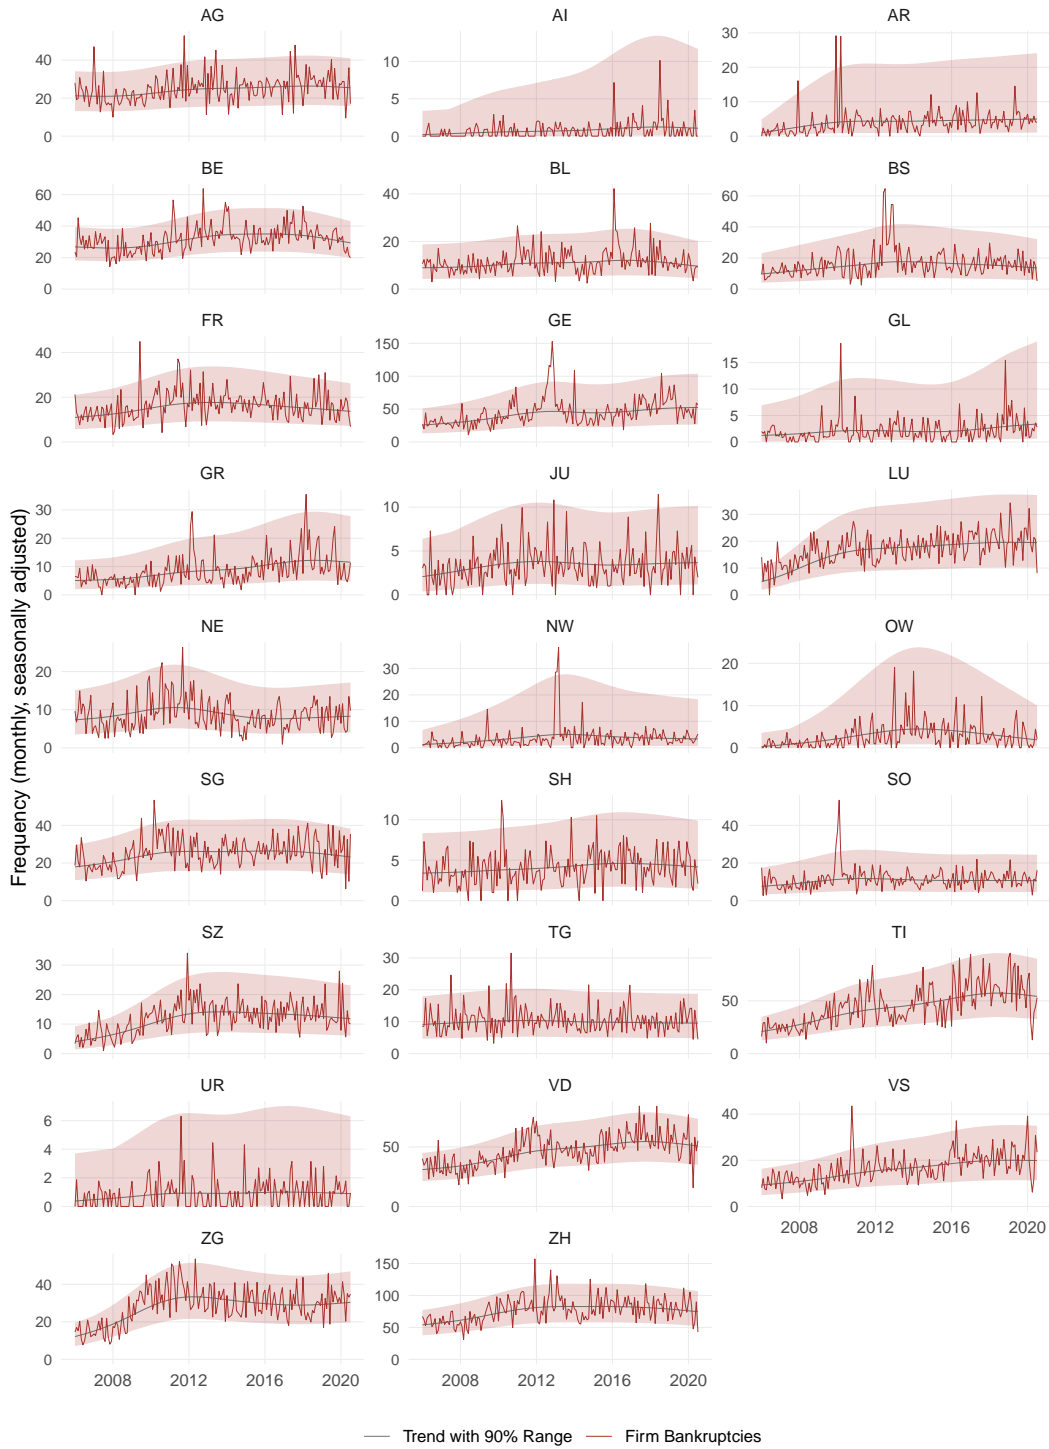 AG AI AR
40 20 0
10 5 0
30 20 10 0
BE BL BS
60 40 20 0
40 20 0
60 40 20 0
FR GE GL
40 20 0
150 100 50 0
15 10 5 0
GR JU LU
30 20 10 0
10 5 0
30 20 10 0
NE NW OW
20 10 0
30 20 10 0
20 10 0
SG SH SO
40 20 0
10 5 0
40 20 0
SZ TG TI
30 20 10 0
30 20 10 0
50 0
UR VD VS
6 4 2 0
50 0
40 20 0
2008 2012 2016 2020
ZG ZH
40 20 0
150 100 50 0
2008 2012 2016 2020
2008 2012 2016 2020
Frequency (monthly, seasonally adjusted)
Trend with 90% Range Firm Bankruptcies